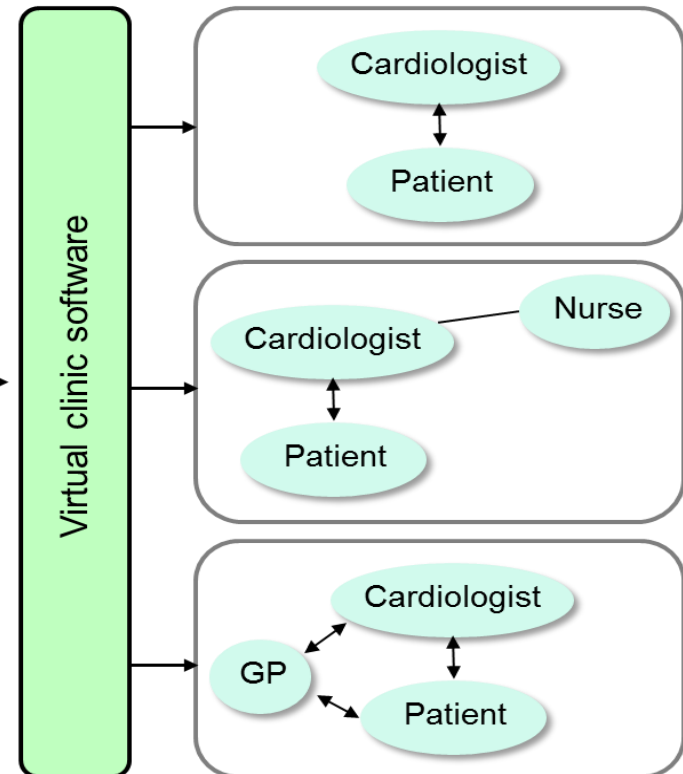 Virtual clinic software
Cardiologist
Patient
Cardiologist
Nurse
Patient
Cardiologist
GP
Patient